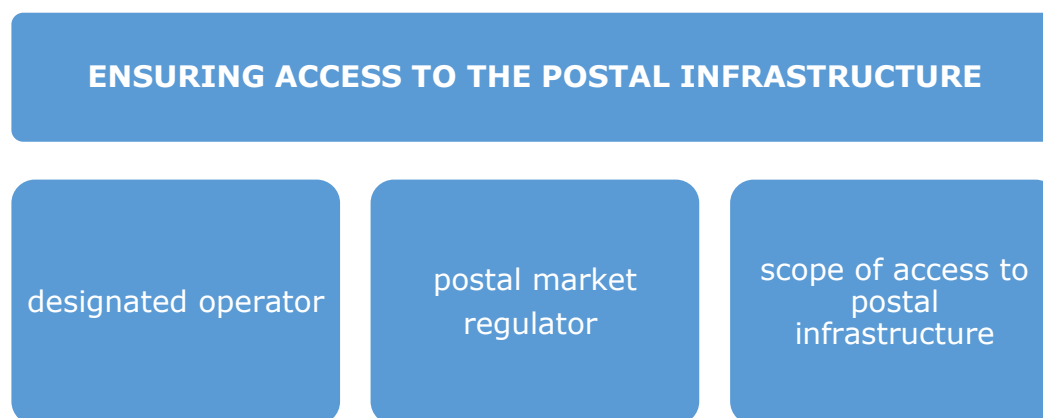 ENSURING ACCESS TO THE POSTAL INFRASTRUCTURE
designated operator
postal market
regulator
scope of access to
postal
infrastructure